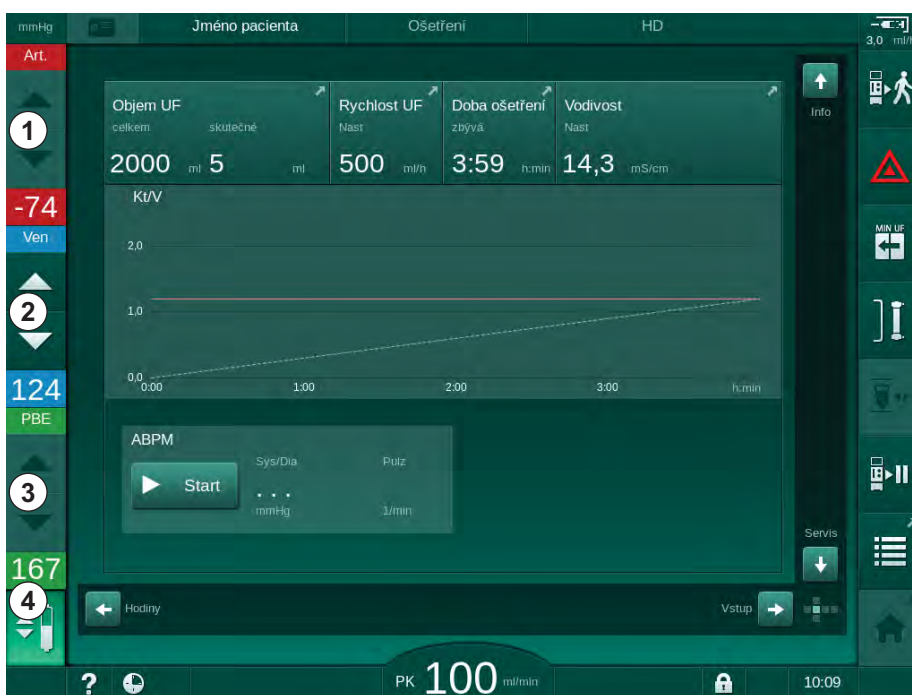 mmHg
Jméno pacienta Ošetření HD
3,0 ml/h
Art.
1
-74
Ven
2
124
PBE
3
167
4
Objem UF Rychlost UF Doba ošetření Vodivost
celkem skutečné Nast zbývá Nast
2000 ml 5 ml 500 ml/h 3:59 h:min 14,3 mS/cm
Info
Kt/V
2,0
1,0
0,0
0:00 1:00 2:00 3:00 h:min
ABPM
Sys/Dia Pulz
Start . . .
mmHg 1/min
Servis
MIN UF
Hodiny Vstup
? PK 100 ml/min 10:09